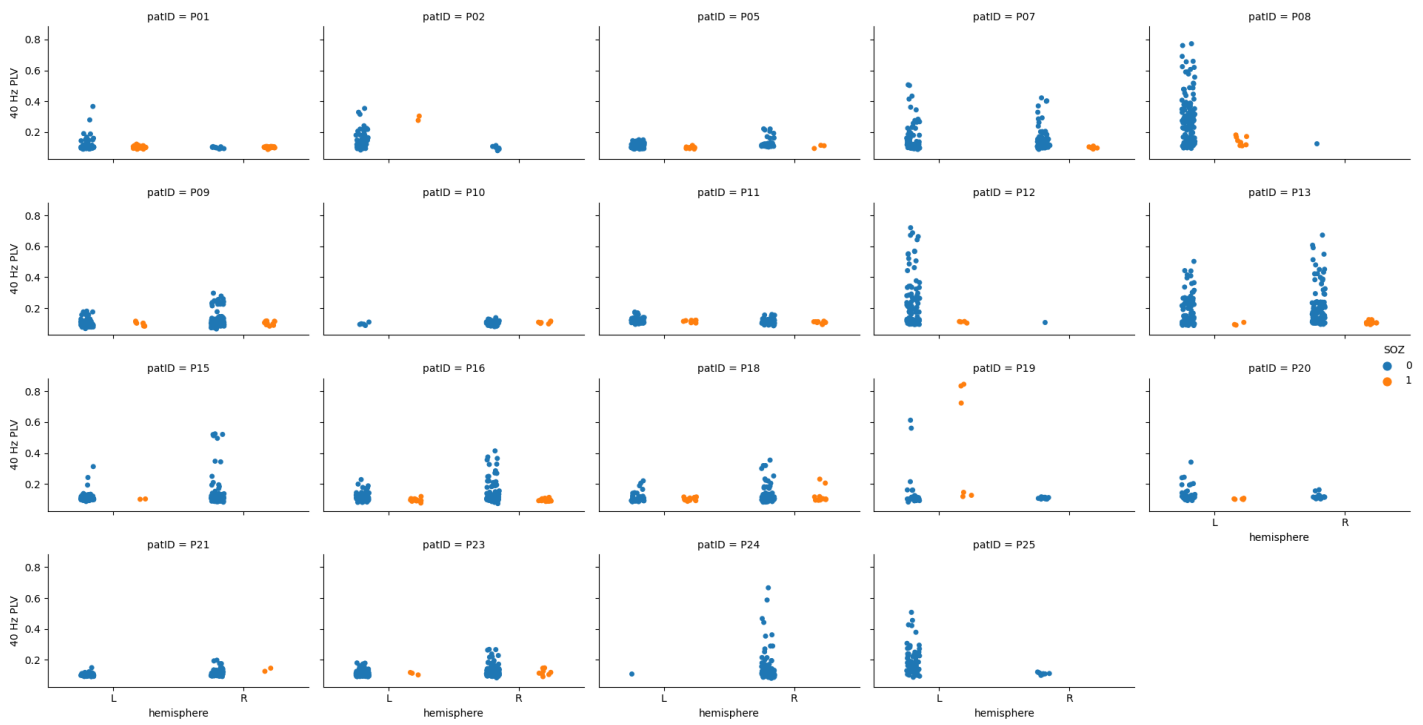 patID = P01
patID = P02
patID = P05
patID = P07
patID = P08
40 Hz PLV
0.8
0.6
0.4
0.2
patID = P09
patID = P10
patID = P11
patID = P12
patID = P13
40 Hz PLV
0.8
0.6
0.4
0.2
patID = P15
patID = P16
patID = P18
patID = P19
patID = P20
SOZ
0
1
40 Hz PLV
0.8
0.6
0.4
0.2
L
R
hemisphere
patID = P21
patID = P23
patID = P24
patID = P25
40 Hz PLV
0.8
0.6
0.4
0.2
L
R
hemisphere
L
R
hemisphere
L
R
hemisphere
L
R
hemisphere